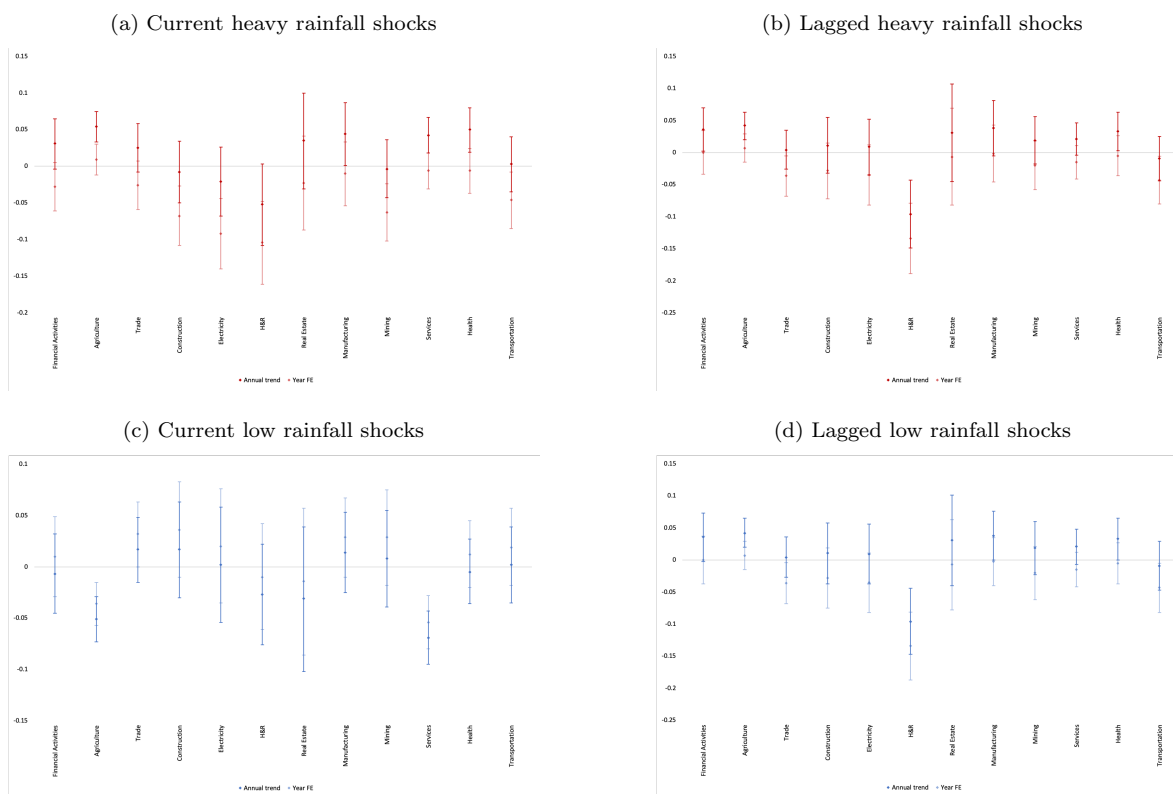 (a) Current heavy rainfall shocks
0.15
0.1
0.05
0
-0.05
-0.1
-0.15
-0.2
Financial Activities
Agriculture
Trade
Construction
Electricity
H&R
Real Estate
Manufacturing
Mining
Services
Health
Transportation
Annual trend Year FE
(b) Lagged heavy rainfall shocks
0.15
0.1
0.05
0
-0.05
-0.1
-0.15
-0.2
-0.25
Financial Activities
Agriculture
Trade
Construction
Electricity
H&R
Real Estate
Manufacturing
Mining
Services
Health
Transportation
Annual trend Year FE
(c) Current low rainfall shocks
0.1
0.05
0
-0.05
-0.1
-0.15
Financial Activities
Agriculture
Trade
Construction
Electricity
H&R
Real Estate
Manufacturing
Mining
Services
Health
Transportation
Annual trend Year FE
(d) Lagged low rainfall shocks
0.15
0.1
0.05
0
-0.05
-0.1
-0.15
-0.2
-0.25
Financial Activities
Agriculture
Trade
Construction
Electricity
H&R
Real Estate
Manufacturing
Mining
Services
Health
Transportation
Annual trend Year FE